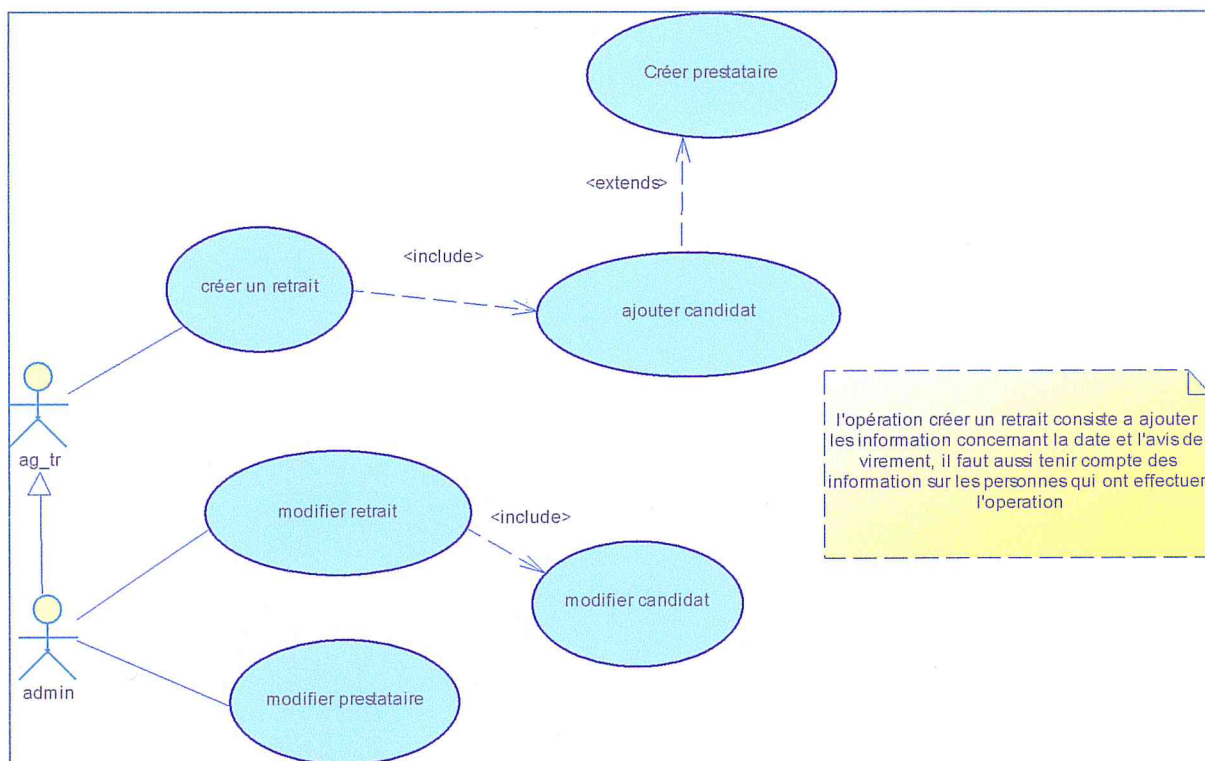 Créer prestataire
<extends>
<include>
créer un retrait
ajouter candidat
l'opération créer un retrait consiste a ajouter
les information concernant la date et l'avis de
virement, il faut aussi tenir compte des
information sur les personnes qui ont effectuer
l'operation
ag_tr
modifier retrait
<include>
modifier candidat
admin
modifier prestataire